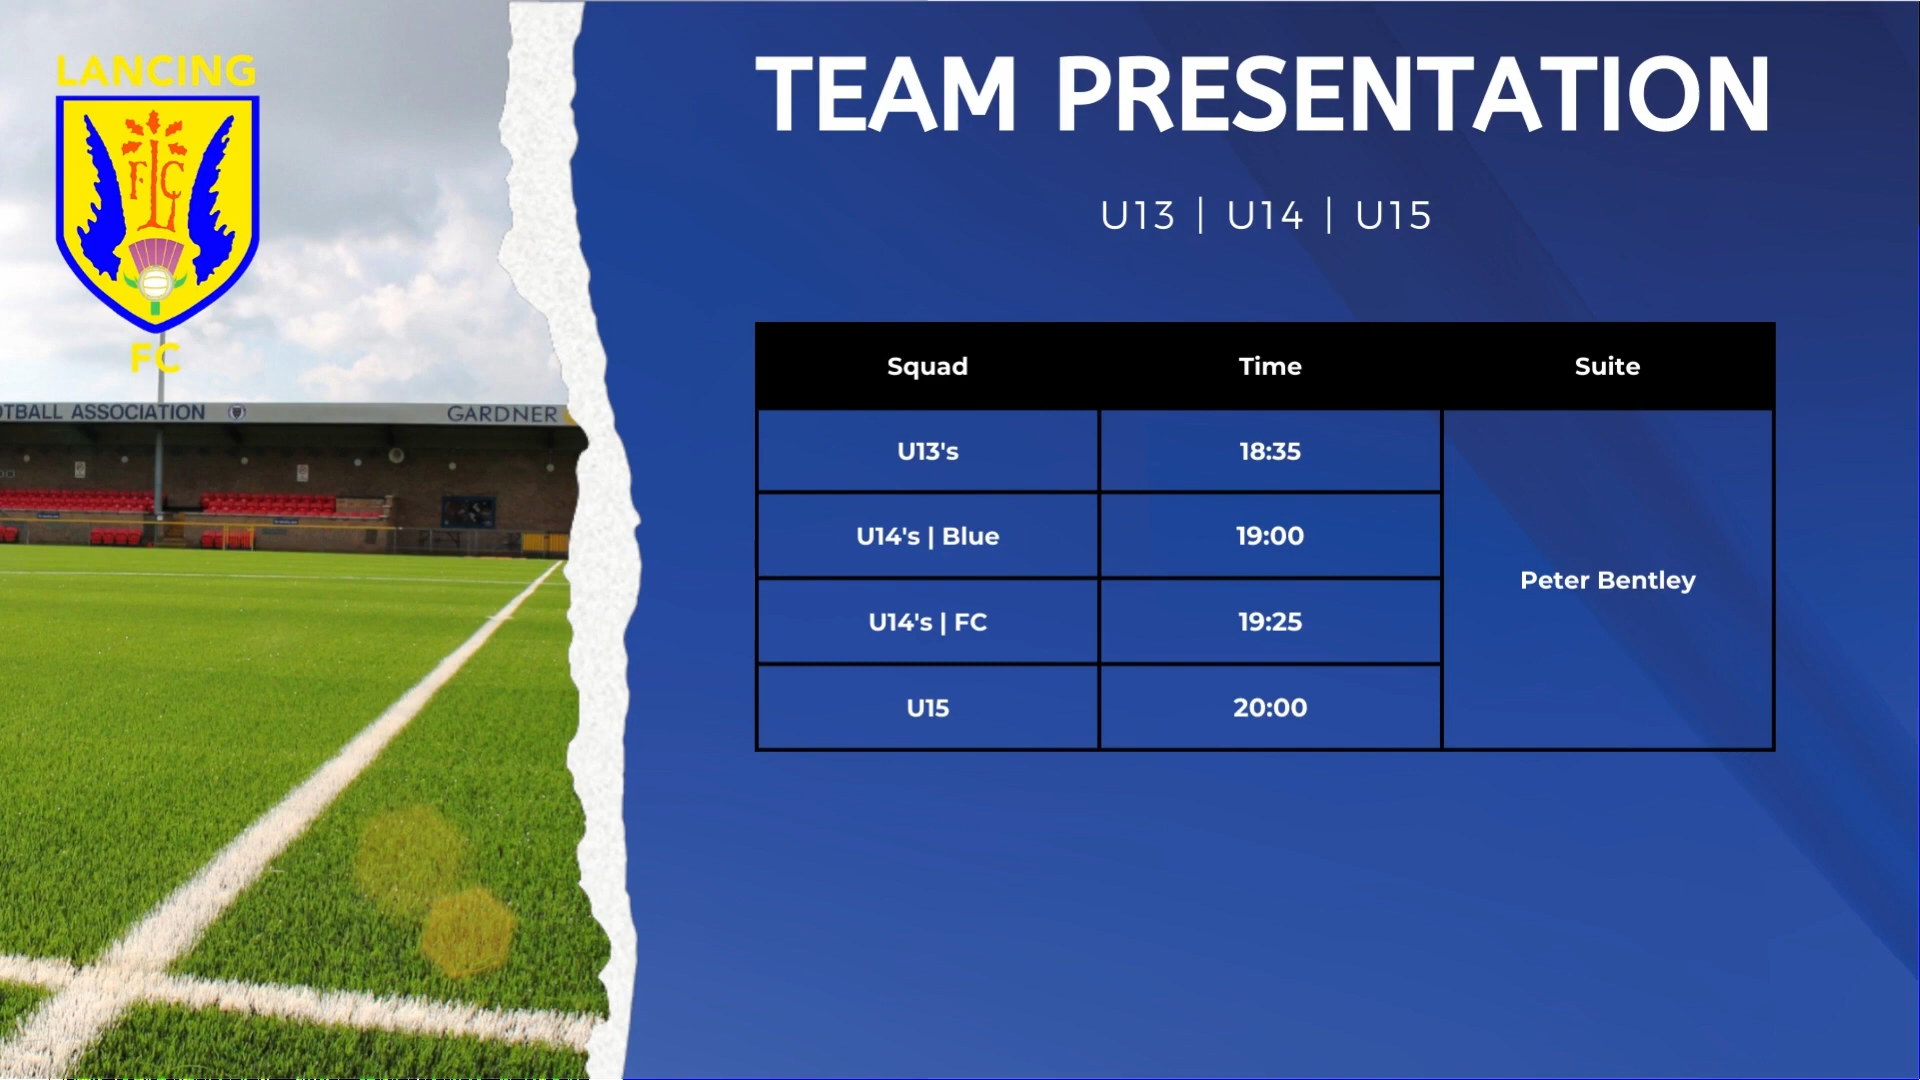 LANCING
FLC
FC
TBALL ASSOCIATION
GARDNER
TEAM PRESENTATION
U13 | U14 | U15
Squad Time Suite
U13's 18:35
U14's | Blue 19:00
Peter Bentley
U14's | FC 19:25
U15 20:00